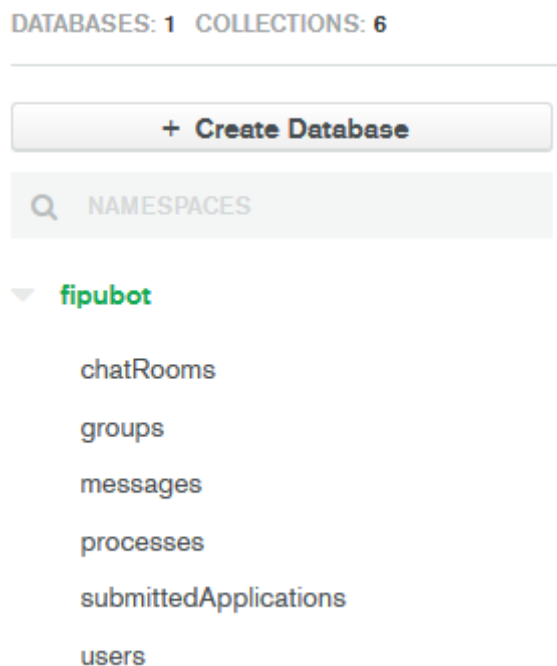 DATABASES: 1 COLLECTIONS: 6
+ Create Database
NAMESPACES
fipubot
chatRooms
groups
messages
processes
submittedApplications
users